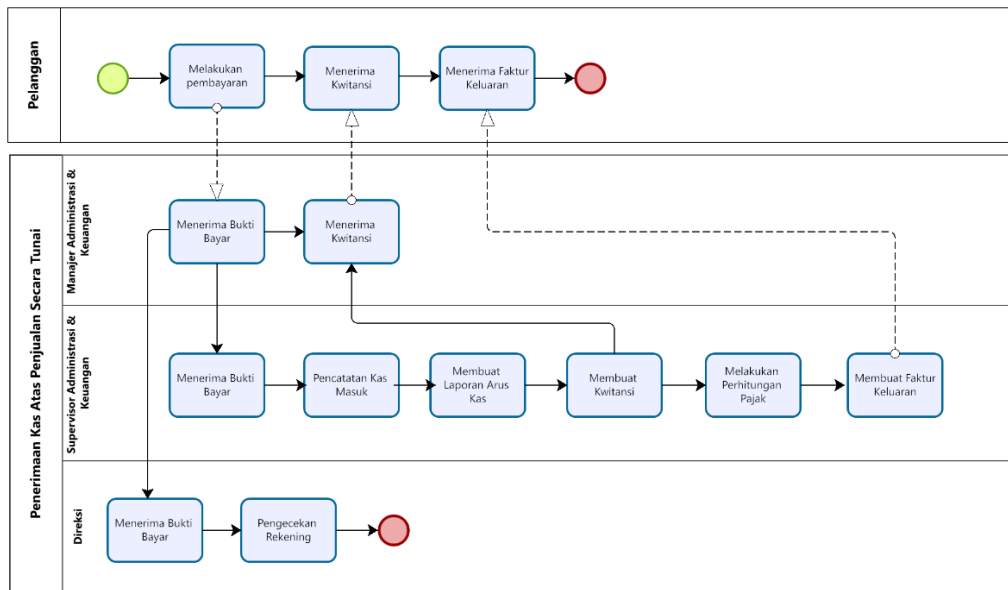 Pelanggan
Melakukan
pembayaran
Menerima
Kwitansi
Menerima Faktur
Keluaran
Penerimaan Kas Atas Penjualan Secara Tunai
Manajer Administrasi &
Keuangan
Menerima Bukti
Bayar
Menerima
Kwitansi
Supervisor Administrasi &
Keuangan
Menerima Bukti
Bayar
Pencatatan Kas
Masuk
Membuat
Laporan Arus
Kas
Membuat
Kwitansi
Melakukan
Perhitungan
Pajak
Membuat Faktur
Keluaran
Direksi
Menerima Bukti
Bayar
Pengecekan
Rekening